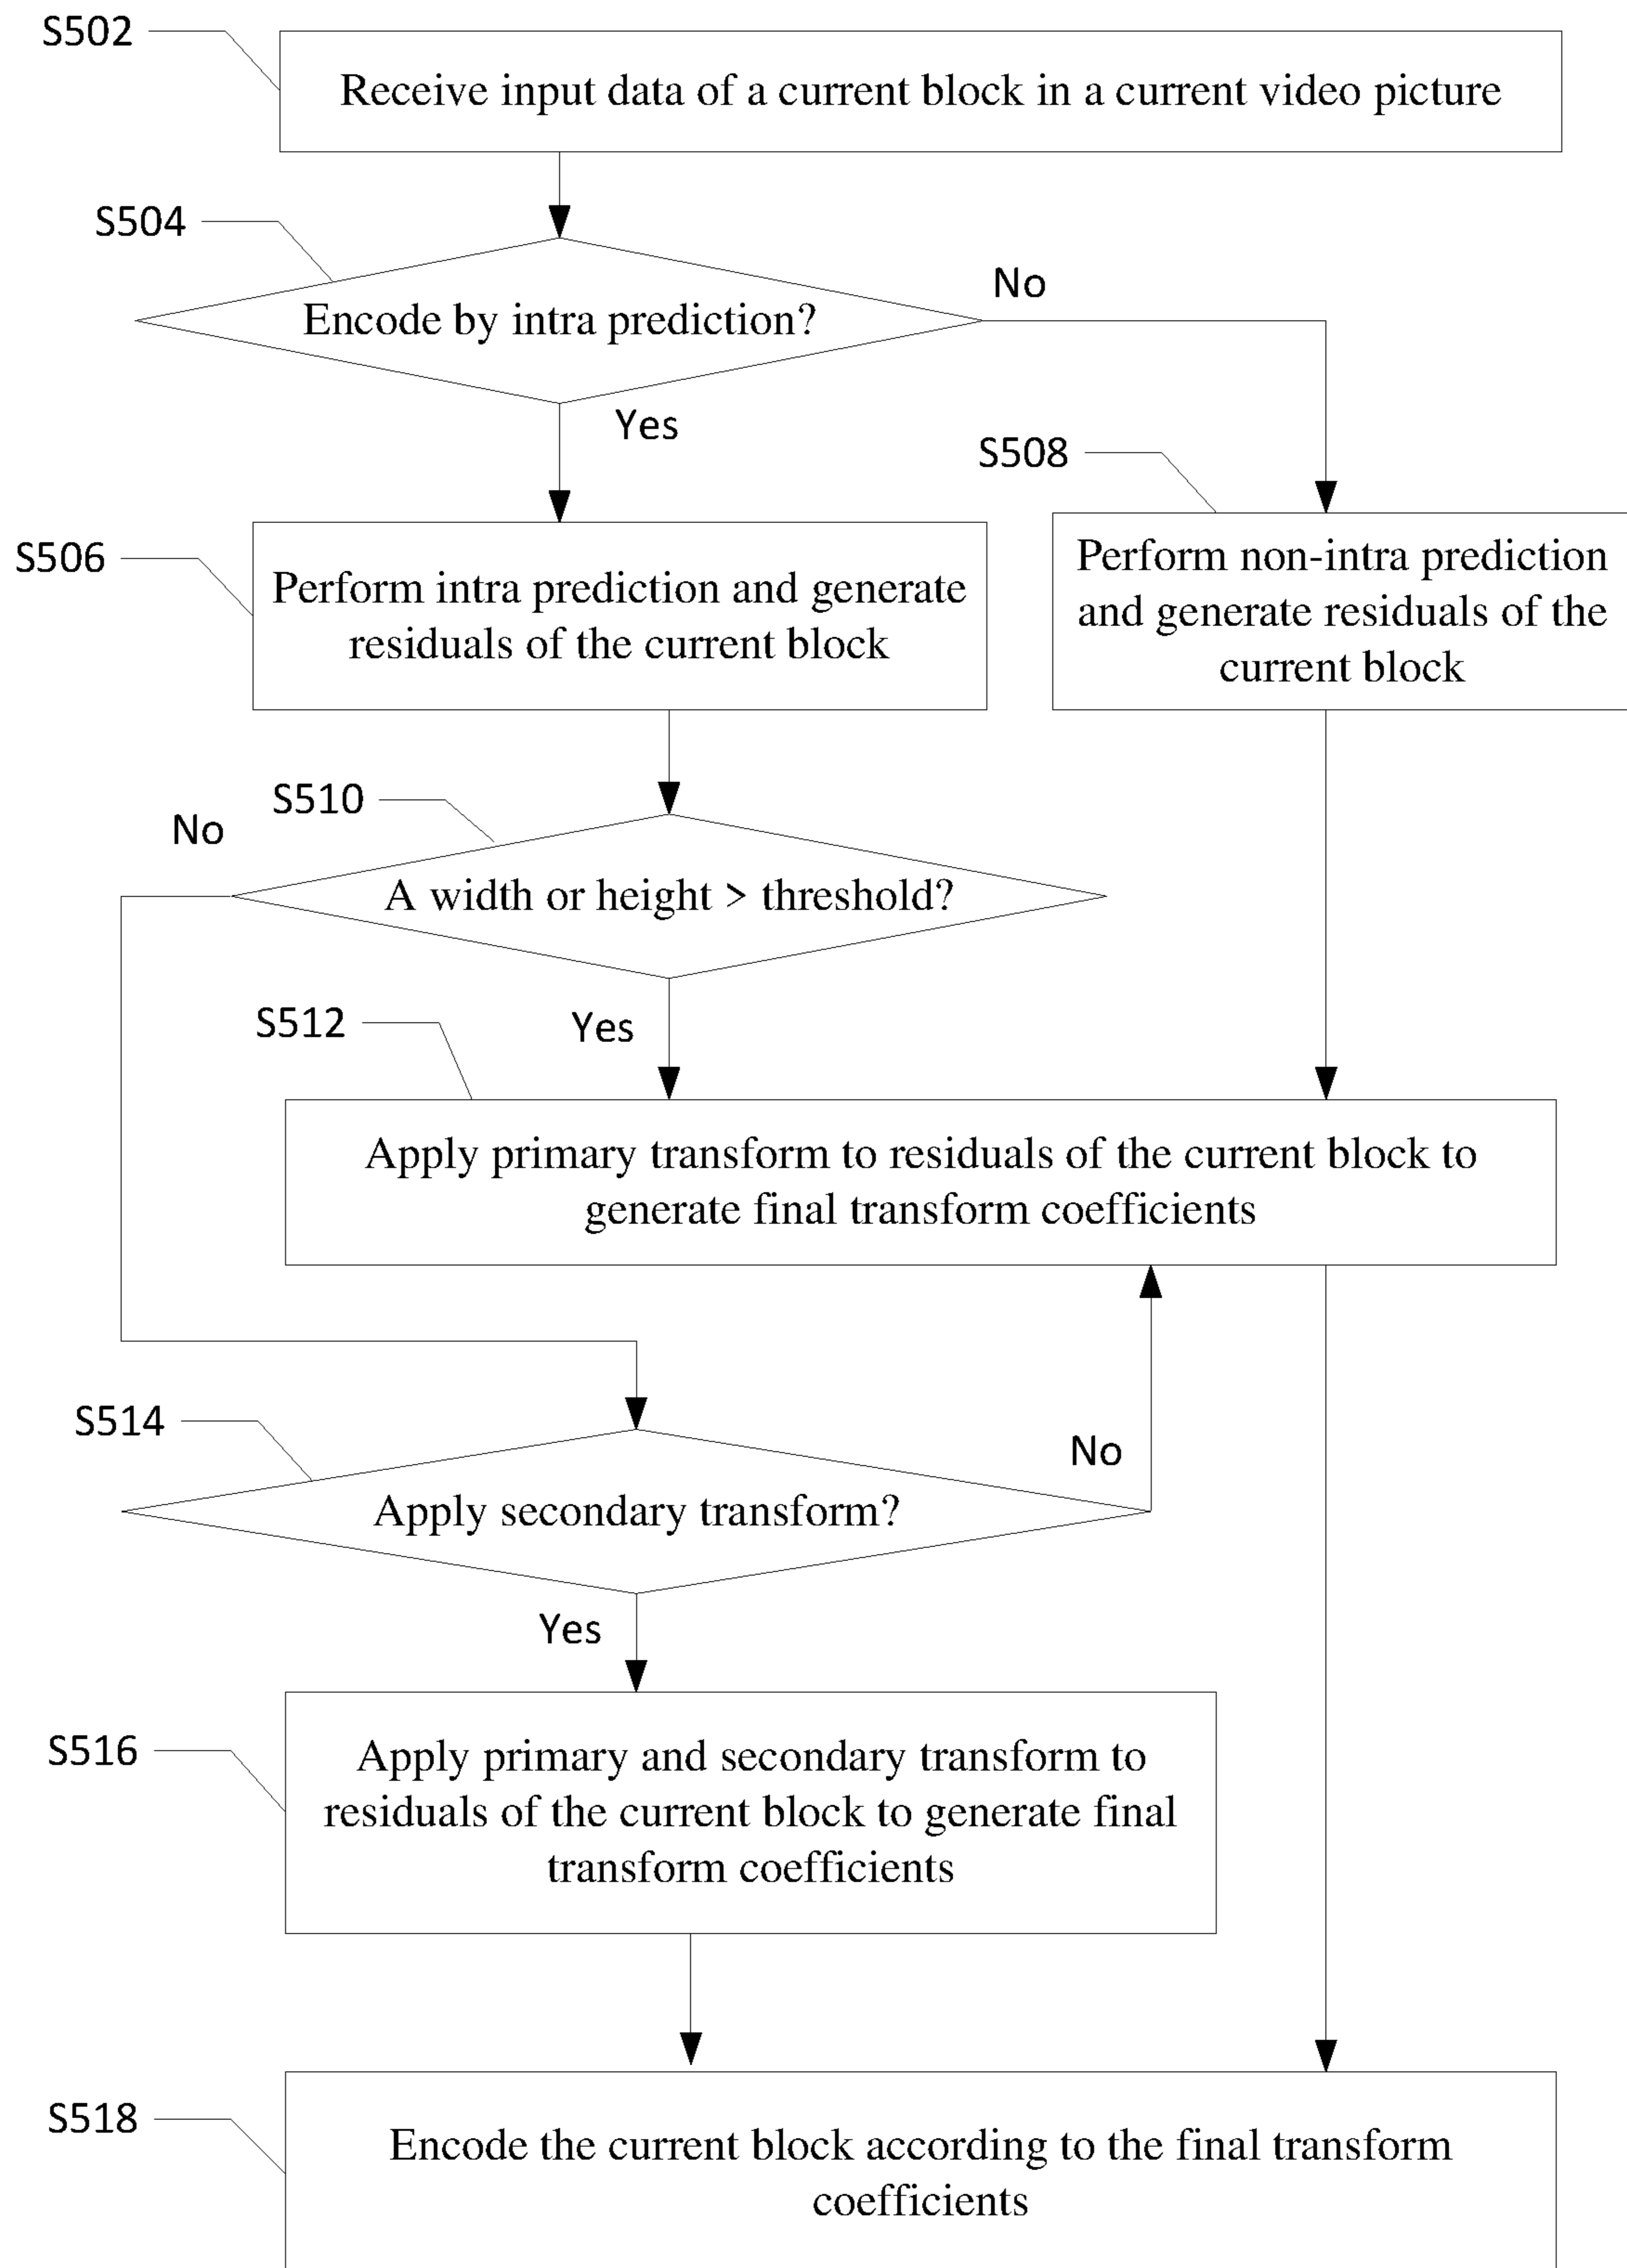 S502
Receive input data of a current block in a current video picture
S504
No
Encode by intra prediction?
Yes
S508
S506
Perform intra prediction and generate
residuals of the current block
Perform non-intra prediction
and generate residuals of the
current block
S510
No
A width or height > threshold?
S512
Yes
Apply primary transform to residuals of the current block to
generate final transform coefficients
S514
No
Apply secondary transform?
Yes
S516
Apply primary and secondary transform to
residuals of the current block to generate final
transform coefficients
S518
Encode the current block according to the final transform
coefficients